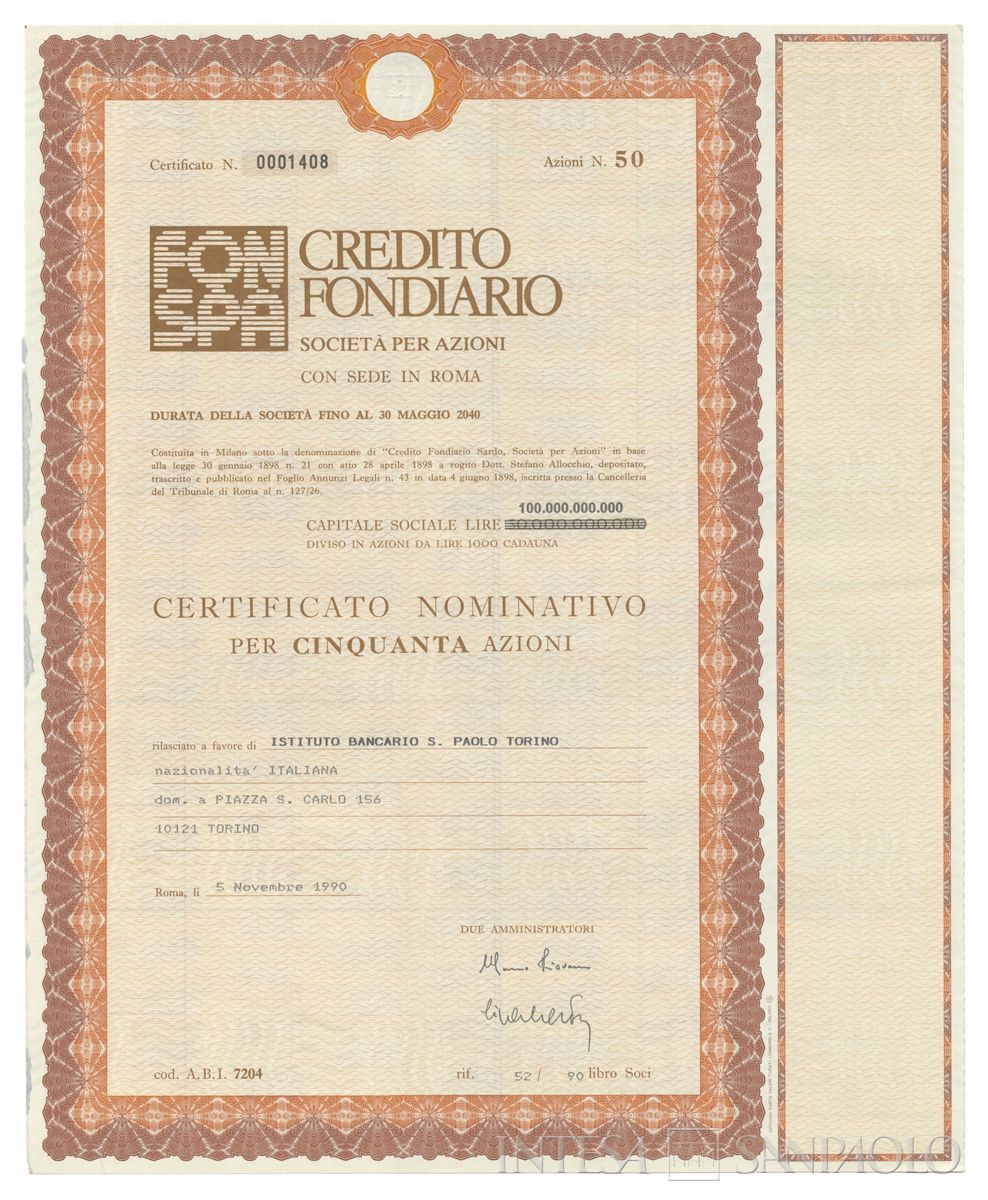 Certificato N. 0001408
Azioni N. 50
FON
SPA
CREDITO
FONDIARIO
SOCIETÀ PER AZIONI
CON SEDE IN ROMA
DURATA DELLA SOCIETÀ FINO AL 30 MAGGIO 2040
Costituita in Milano sotto la denominazione di "Credito Fondiario Sardo, Società per Azioni" in base
alla legge 30 gennaio 1898 n. 21 con atto 28 aprile 1898 a rogito Dott. Stefano Allocchio, depositato,
trascritto e pubblicato nel Foglio Annunzi Legali n. 43 in data 4 giugno 1898, iscritta presso la Cancelleria
del Tribunale di Roma al n. 127/26.
100.000.000.000
CAPITALE SOCIALE LIRE 50.000.000.000
DIVISO IN AZIONI DA LIRE 1000 CADAUNA
CERTIFICATO NOMINATIVO
PER CINQUANTA AZIONI
rilasciato a favore di ISTITUTO BANCARIO S. PAOLO TORINO
nazionalita' ITALIANA
dom. a PIAZZA S. CARLO 156
10121 TORINO
Roma, li 5 Novembre 1990
DUE AMMINISTRATORI
cod. A.B.I. 7204
rif. 52 / 90 libro Soci
INTESA SANPAOLO